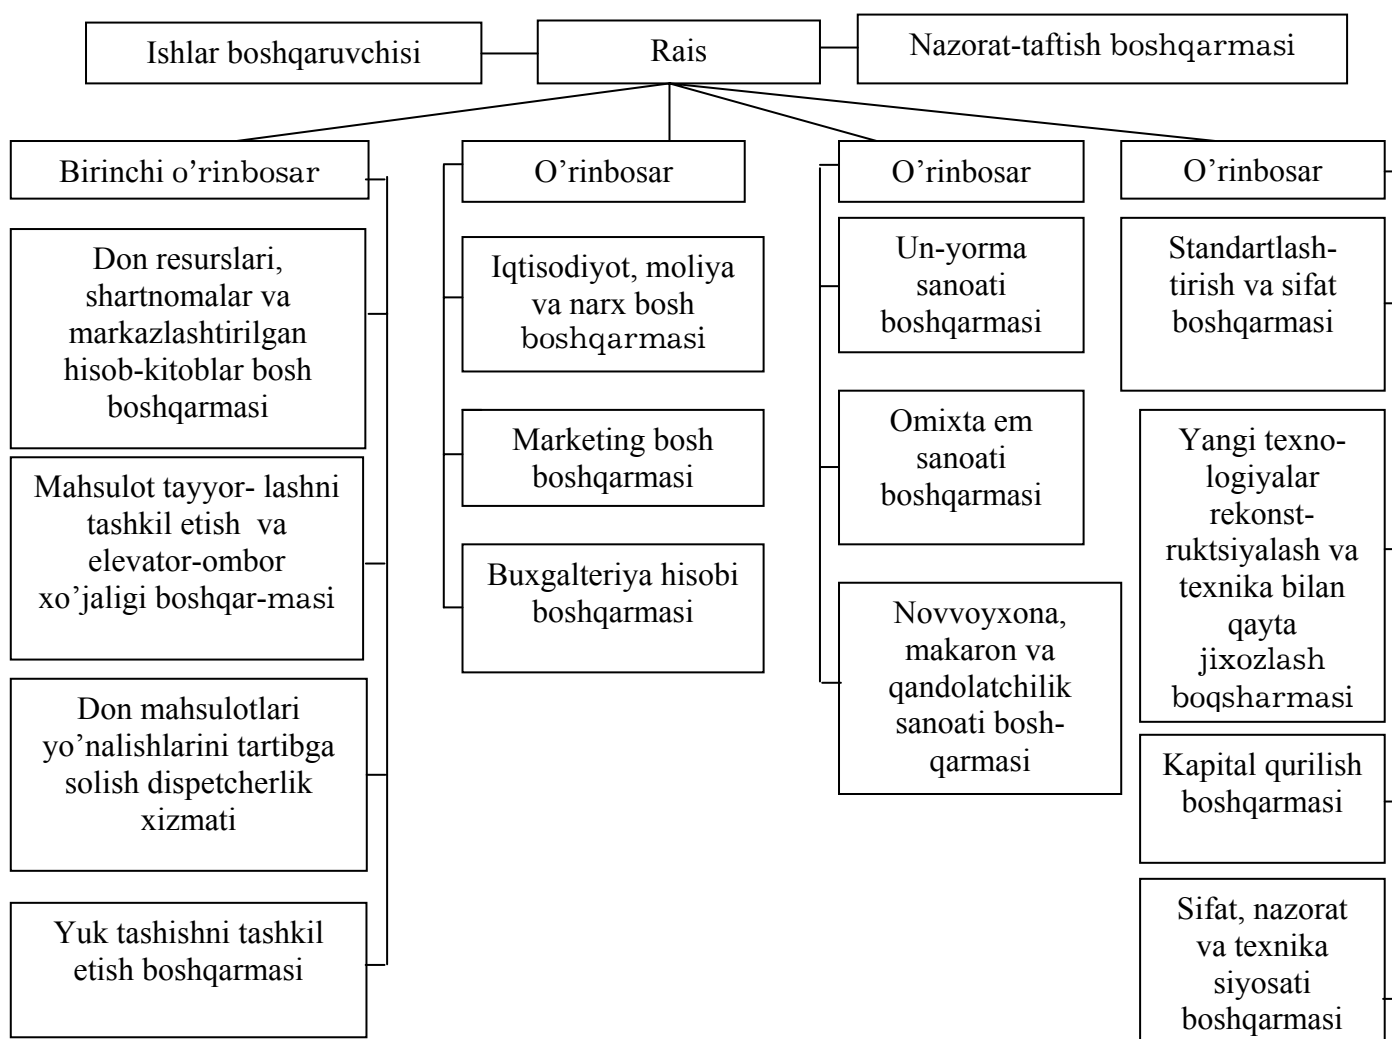 Ishlar boshqaruvchisi
Rais
Nazorat-taftish boshqarmasi
Birinchi o’rinbosar
Don resurslari,
shartnomalar va
markazlashtirilgan
hisob-kitoblar bosh
boshqarmasi
Mahsulot tayyor- lashni
tashkil etish va
elevator-ombor
xo’jaligi boshqar-masi
Don mahsulotlari
yo’nalishlarini tartibga
solish dispetcherlik
xizmati
Yuk tashishni tashkil
etish boshqarmasi
O’rinbosar
Iqtisodiyot, moliya
va narx bosh
boshqarmasi
Marketing bosh
boshqarmasi
Buxgalteriya hisobi
boshqarmasi
O’rinbosar
Un-yorma
sanoati
boshqarmasi
Omixta em
sanoati
boshqarmasi
Novvoyxona,
makaron va
qandolatchilik
sanoati bosh-
qarmasi
O’rinbosar
Standartlash-
tirish va sifat
boshqarmasi
Yangi texno-
logiyalar
rekonst-
ruktsiyalash va
texnika bilan
qayta
jixozlash
boqsharmasi
Kapital qurilish
boshqarmasi
Sifat, nazorat
va texnika
siyosati
boshqarmasi